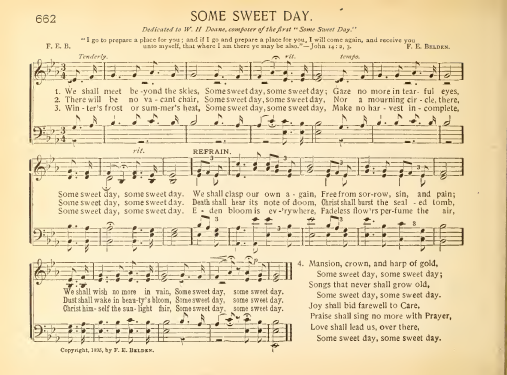 662
SOME SWEET DAY.
Dedicated to W. H Doane, composer of the first "Some Sweet Day."
"I go to prepare a place for you; and if I go and prepare a place for you, I will come again, and receive you
F. E. B. unto myself, that where I am there ye may be also."—John 14: 2, 3. F. E. BELDEN.
Tenderly. rit. tempo.
1. We shall meet be-yond the skies, Some sweet day, some sweet day; Gaze no more in tear-ful eyes,
2. There will be no va-cant chair, Some sweet day, some sweet day; Nor a mourning cir-cle, there,
3. Win-ter's frost or sum-mer's heat, Some sweet day, some sweet day, Make no har-vest in-complete,
rit. REFRAIN.
Some sweet day, some sweet day. We shall clasp our own a-gain, Free from sor-row, sin, and pain;
Some sweet day, some sweet day. Death shall hear its note of doom, Christ shall burst the seal-ed tomb,
Some sweet day, some sweet day. E-den bloom is ev-'rywhere, Fadeless flow'rs per-fume the air,
We shall wish no more in vain, Some sweet day, some sweet day.
Dust shall wake in beau-ty's bloom, Some sweet day, some sweet day.
Christ him-self the sun-light fair, Some sweet day, some sweet day.
4. Mansion, crown, and harp of gold,
Some sweet day, some sweet day;
Songs that never shall grow old,
Some sweet day, some sweet day.
Joy shall bid farewell to Care,
Praise shall sing no more with Prayer,
Love shall lead us, over there,
Some sweet day, some sweet day.
Copyright, by F. E. BELDEN.